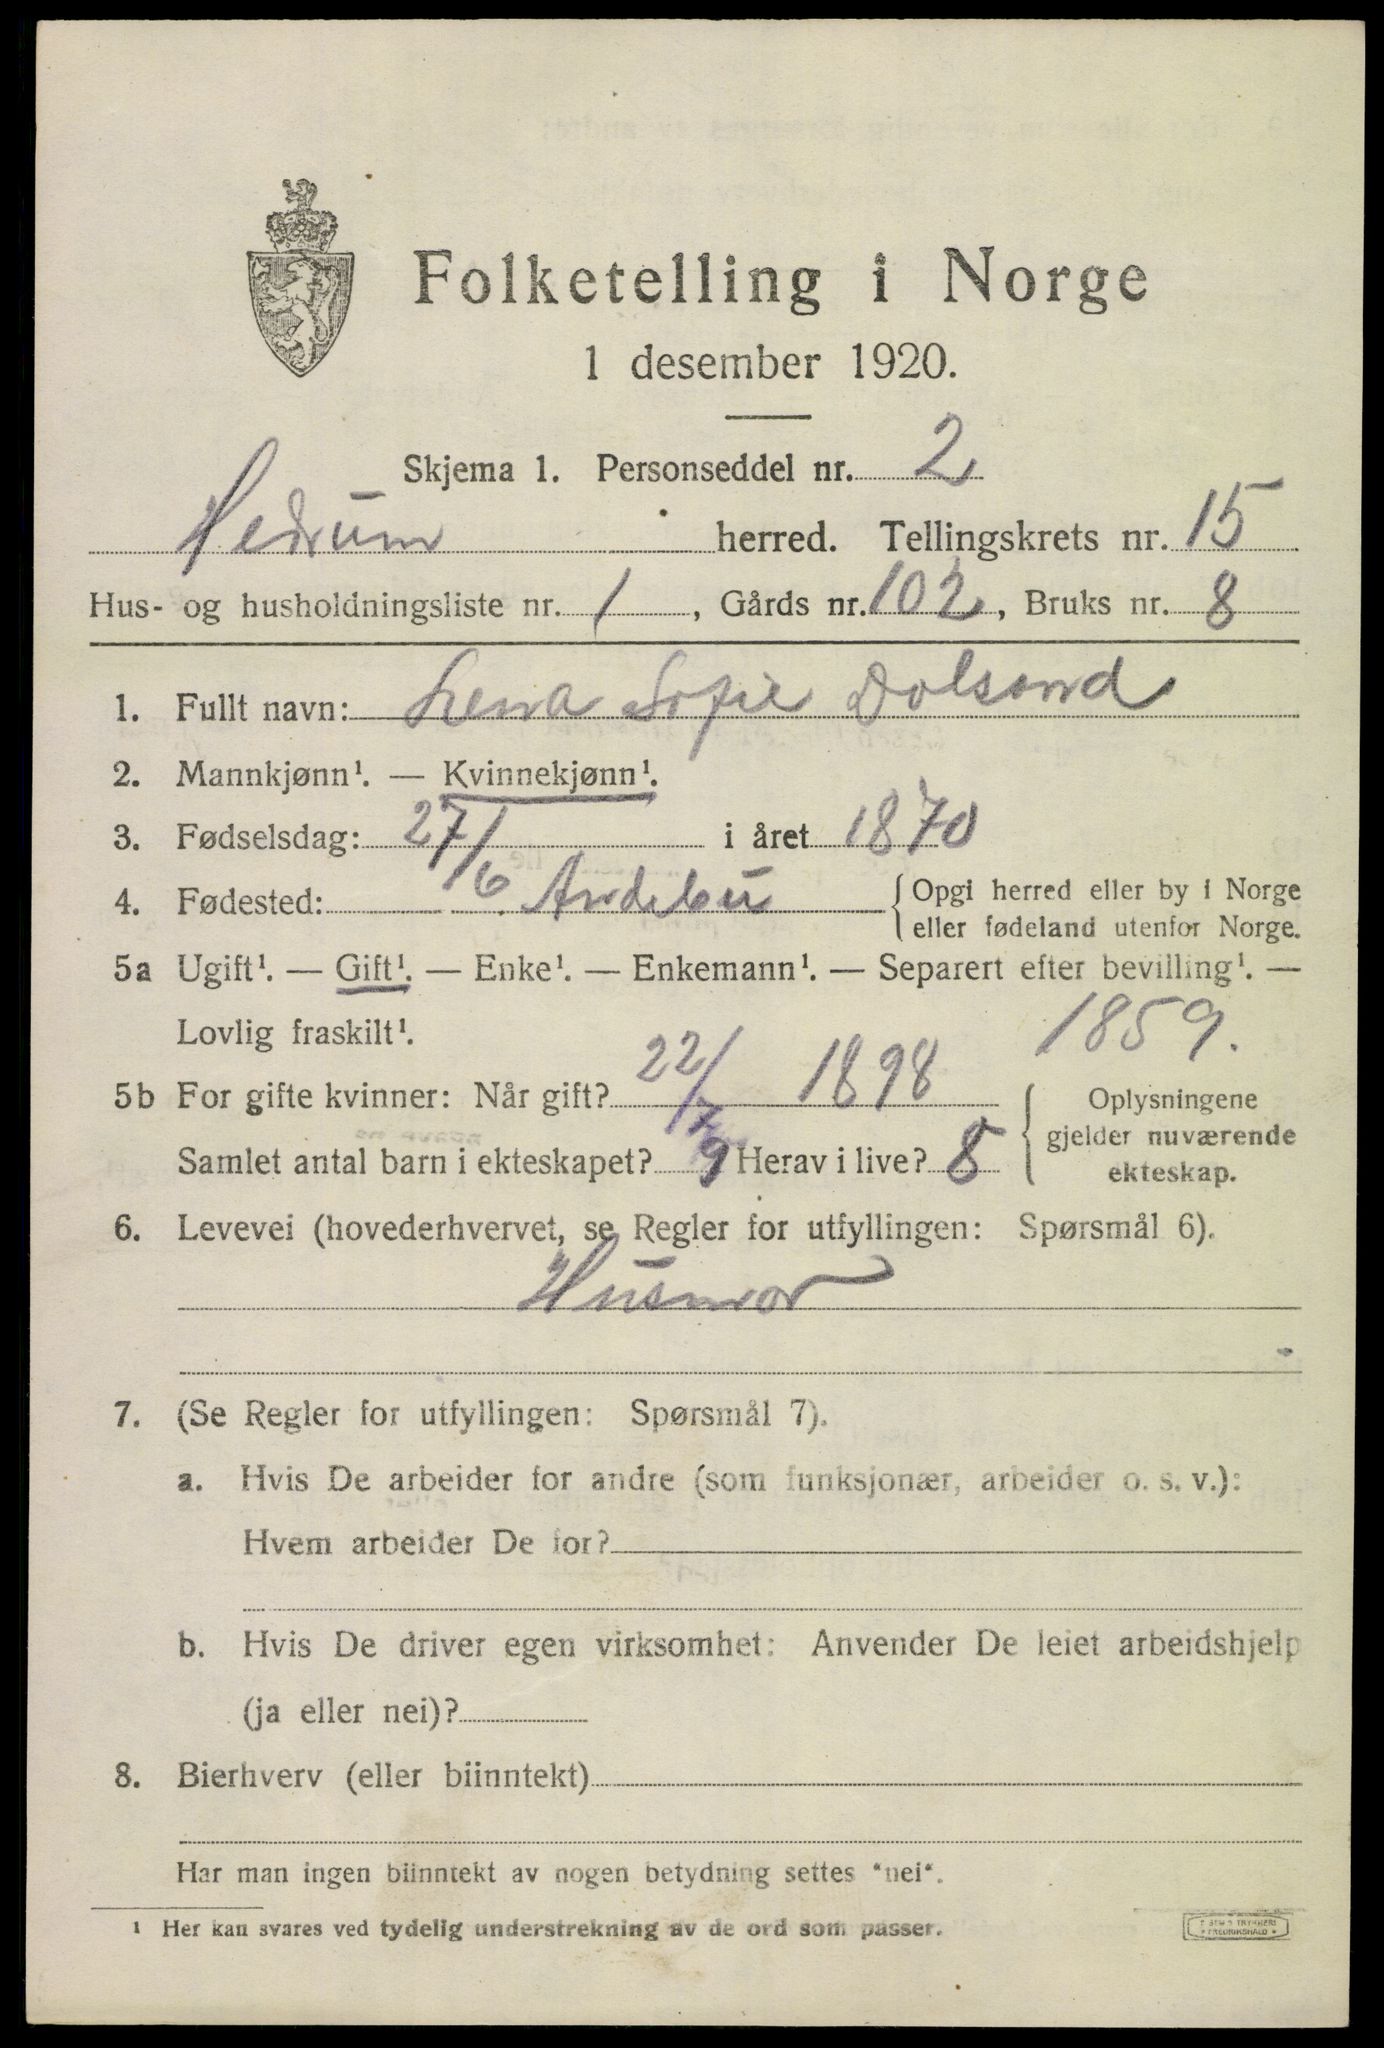 Folketelling i Norge
1 desember 1920.
Skjema 1. Personseddel nr. 2
Hedrum herred. Tellingskrets nr. 15
Hus- og husholdningsliste nr. 1, Gårds nr. 102, Bruks nr. 8
1. Fullt navn: Lena Sofie Dolsand
2. Mannkjønn¹. — Kvinnekjønn¹.
3. Fødselsdag: 27/6 i året 1870
4. Fødested: Andebu {Opgi herred eller by i Norge
eller fødeland utenfor Norge.
5a Ugift¹. — Gift¹. — Enke¹. — Enkemann¹. — Separert efter bevilling¹. —
Lovlig fraskilt¹. 1859.
5b For gifte kvinner: Når gift? 22/7 1898 Oplysningene
gjelder nuværende
Samlet antal barn i ekteskapet? 9 Herav i live? 8 ekteskap.
6. Levevei (hovederhvervet, se Regler for utfyllingen: Spørsmål 6).
Husmor
7. (Se Regler for utfyllingen: Spørsmål 7).
a. Hvis De arbeider for andre (som funksjonær, arbeider o. s. v.):
Hvem arbeider De for?
b. Hvis De driver egen virksomhet: Anvender De leiet arbeidshjelp
(ja eller nei)?
8. Bierhverv (eller biinntekt)
Har man ingen biinntekt av nogen betydning settes "nei".
¹ Her kan svares ved tydelig understrekning av de ord som passer.
TRYKKERI
FREDRIKSHALD